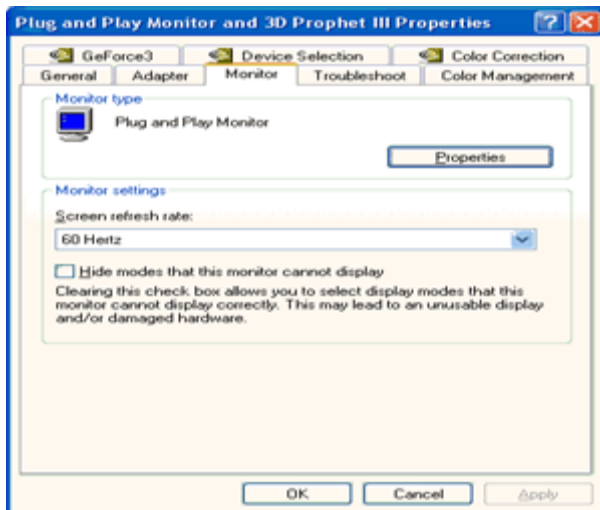 Plug and Play Monitor and 3D Prophet III Properties
GeForce3 Device Selection Color Correction
General Adapter Monitor Troubleshoot Color Management
Monitor type
Plug and Play Monitor
Properties
Monitor settings
Screen refresh rate:
60 Hertz
Hide modes that this monitor cannot display
Clearing this check box allows you to select display modes that this
monitor cannot display correctly. This may lead to an unusable display
and/or damaged hardware.
OK Cancel Apply